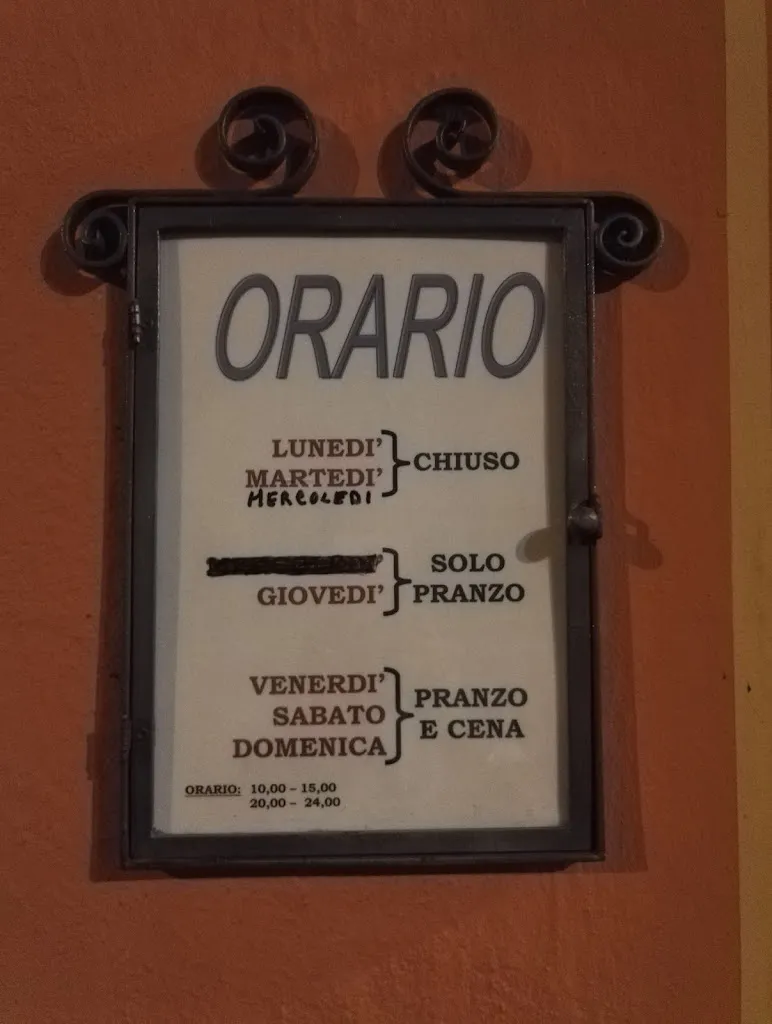 ORARIO
LUNEDI’
MARTEDI’
MERCOLEDI
CHIUSO
GIOVEDI’
SOLO
PRANZO
VENERDI’
SABATO
DOMENICA
PRANZO
E CENA
ORARIO: 10,00 – 15,00
20,00 – 24,00